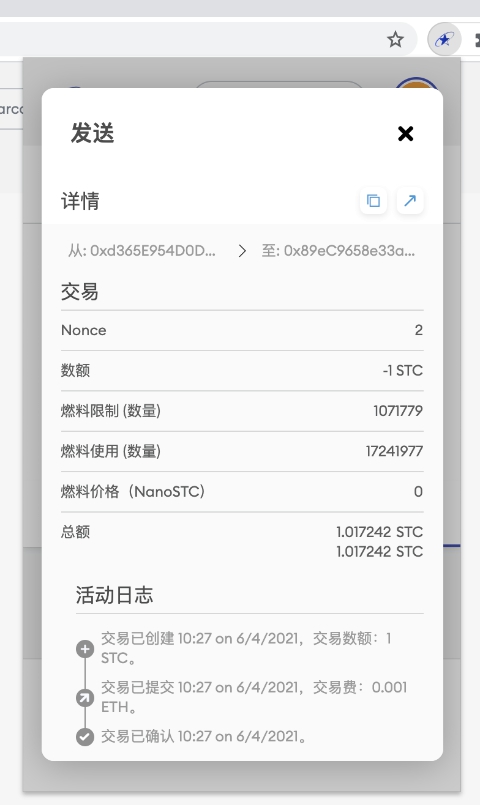 arco
发送
详情
从: 0xd365E954D0D...
至: 0x89eC9658e33a...
交易
Nonce 2
数额 -1 STC
燃料限制 (数量) 1071779
燃料使用 (数量) 17241977
燃料价格（NanoSTC） 0
总额 1.017242 STC
1.017242 STC
活动日志
交易已创建 10:27 on 6/4/2021，交易数额：1
STC。
交易已提交 10:27 on 6/4/2021，交易费：0.001
ETH。
交易已确认 10:27 on 6/4/2021。